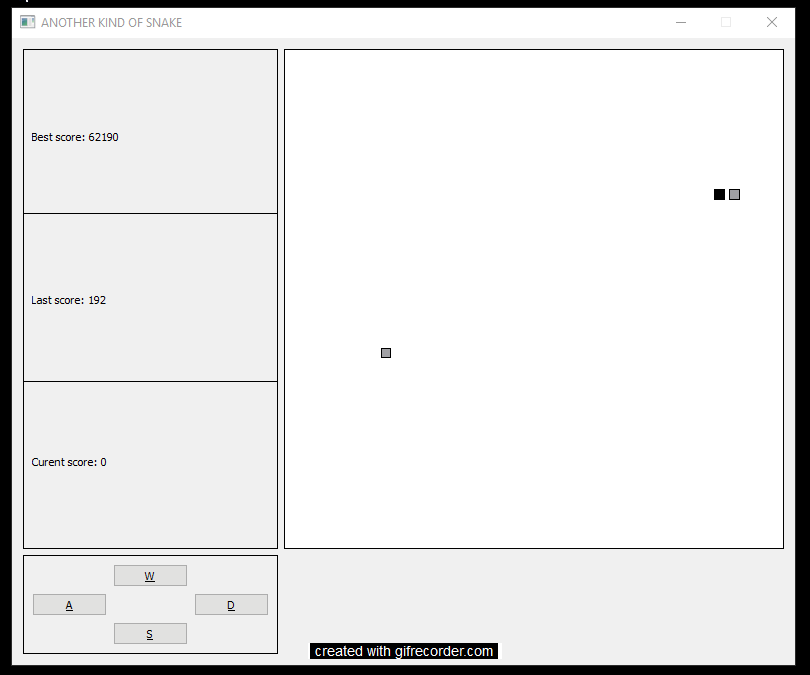 ANOTHER KIND OF SNAKE
Best score: 62190
Last score: 192
Curent score: 0
W
A D
S
created with gifrecorder.com